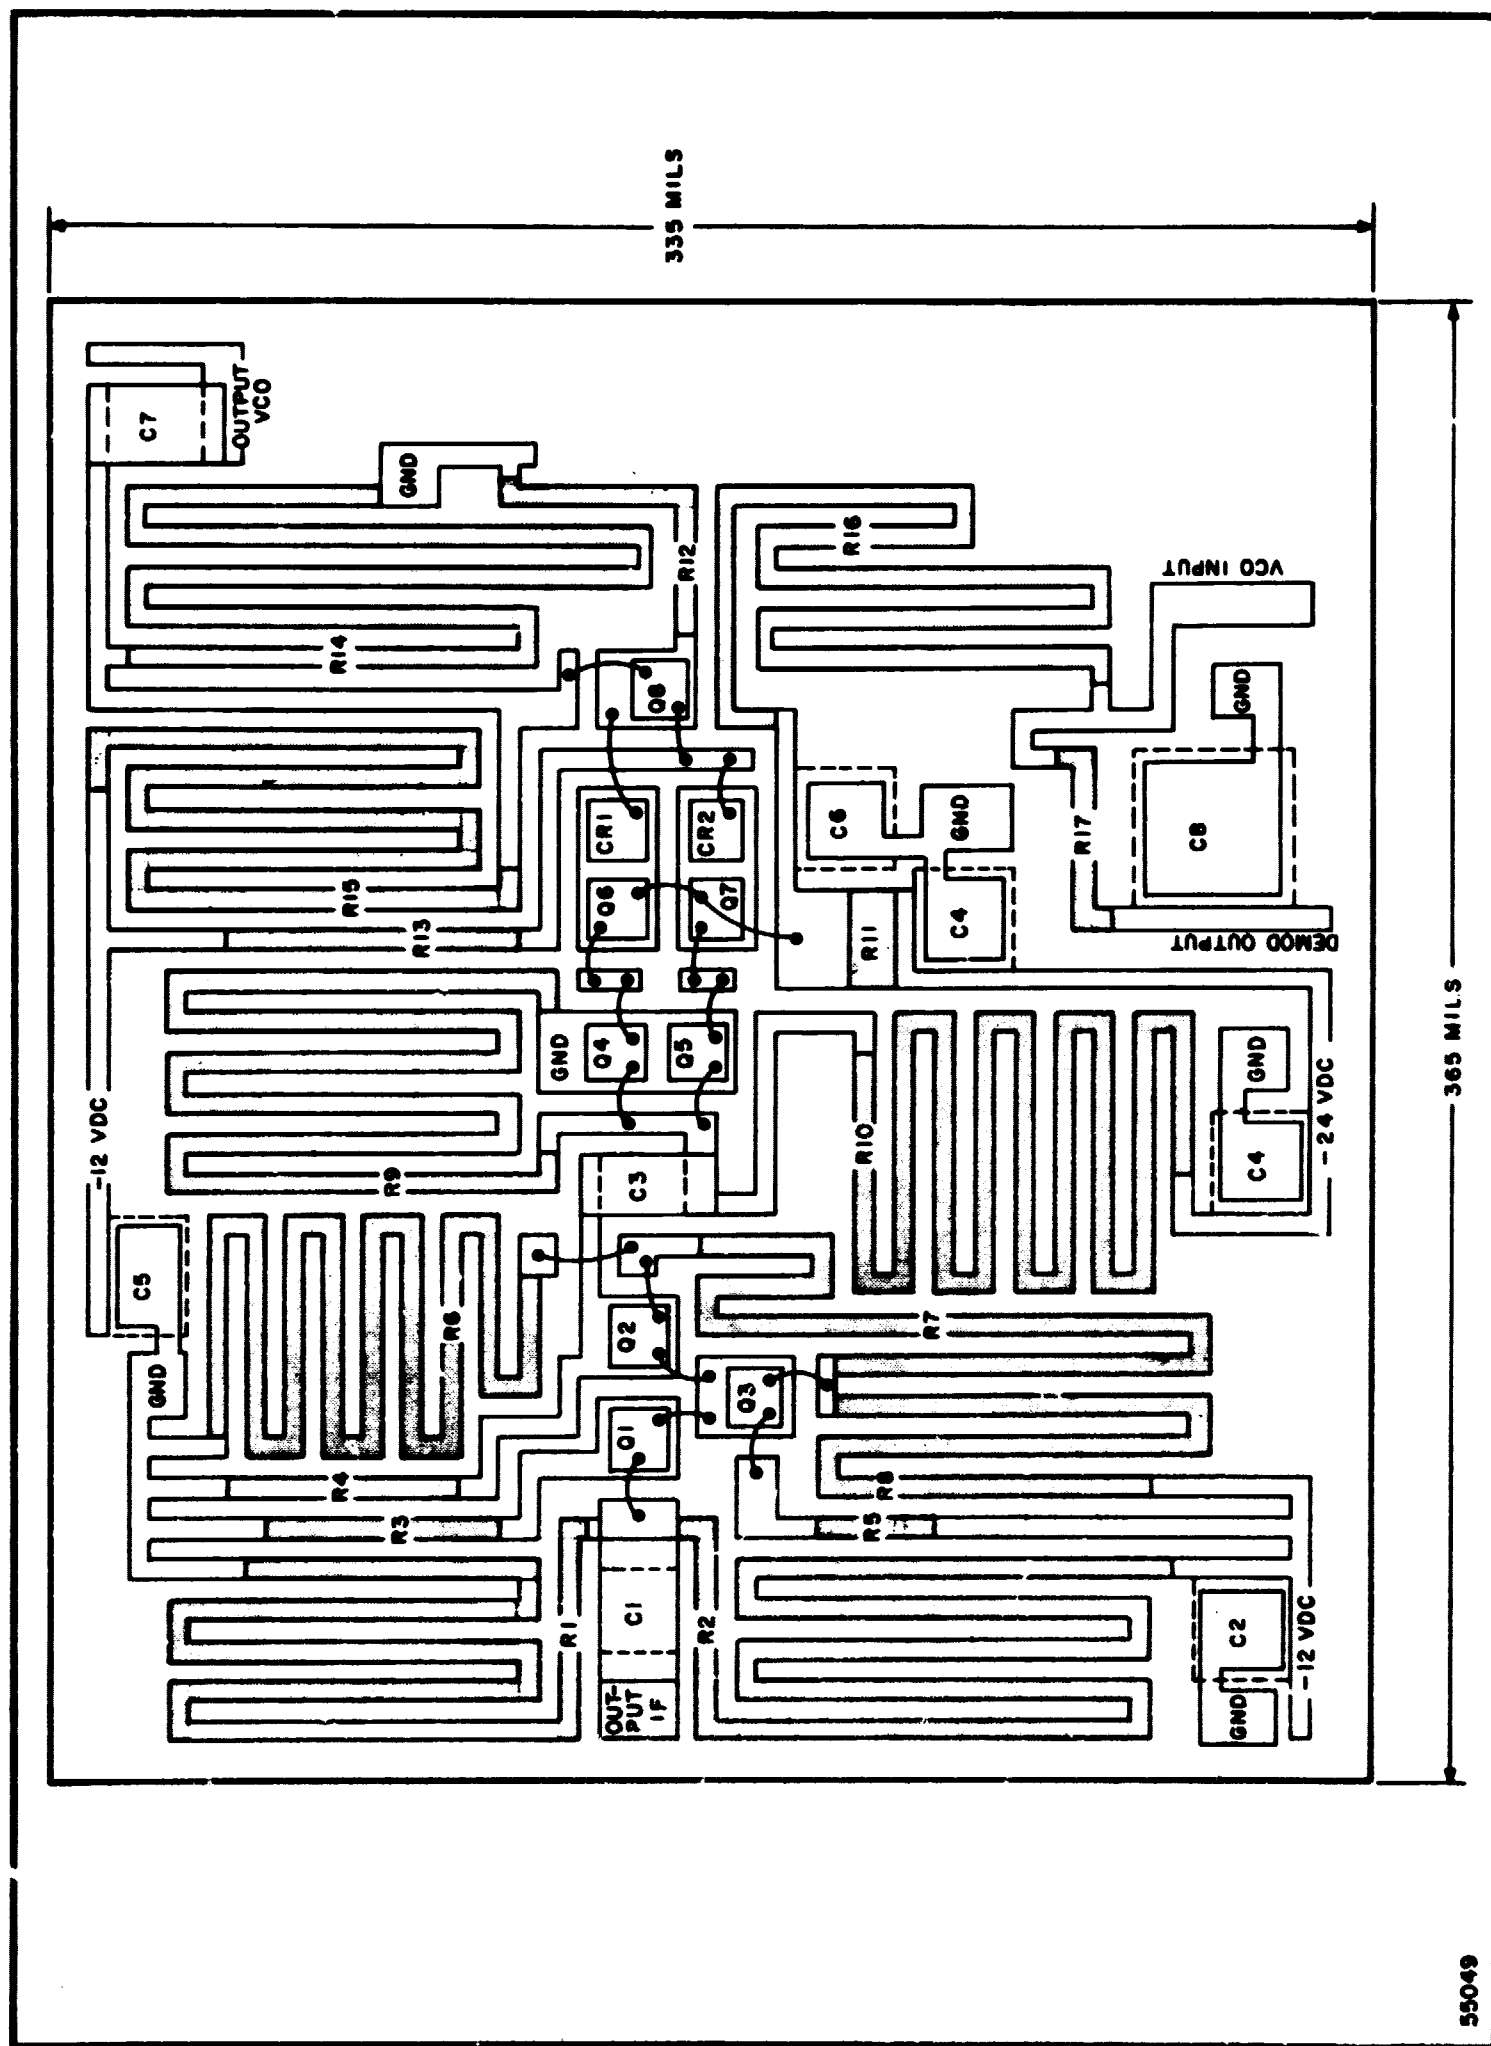 335 MILS
365 MILS
C7
OUTPUT
VCO
GND
R14
R12
R16
VCO INPUT
Q8
GND
R15
R13
CR1
CR2
Q6
Q7
C6
GND
R17
C8
R11
C4
DEMOD OUTPUT
-12 VDC
GND
Q4
Q5
R9
C3
R10
GND
C4
-24 VDC
C5
GND
R6
Q2
R7
R4
R3
Q1
Q3
R8
R5
R1
C1
R2
OUT-
PUT
IF
C2
GND
-12 VDC
55049